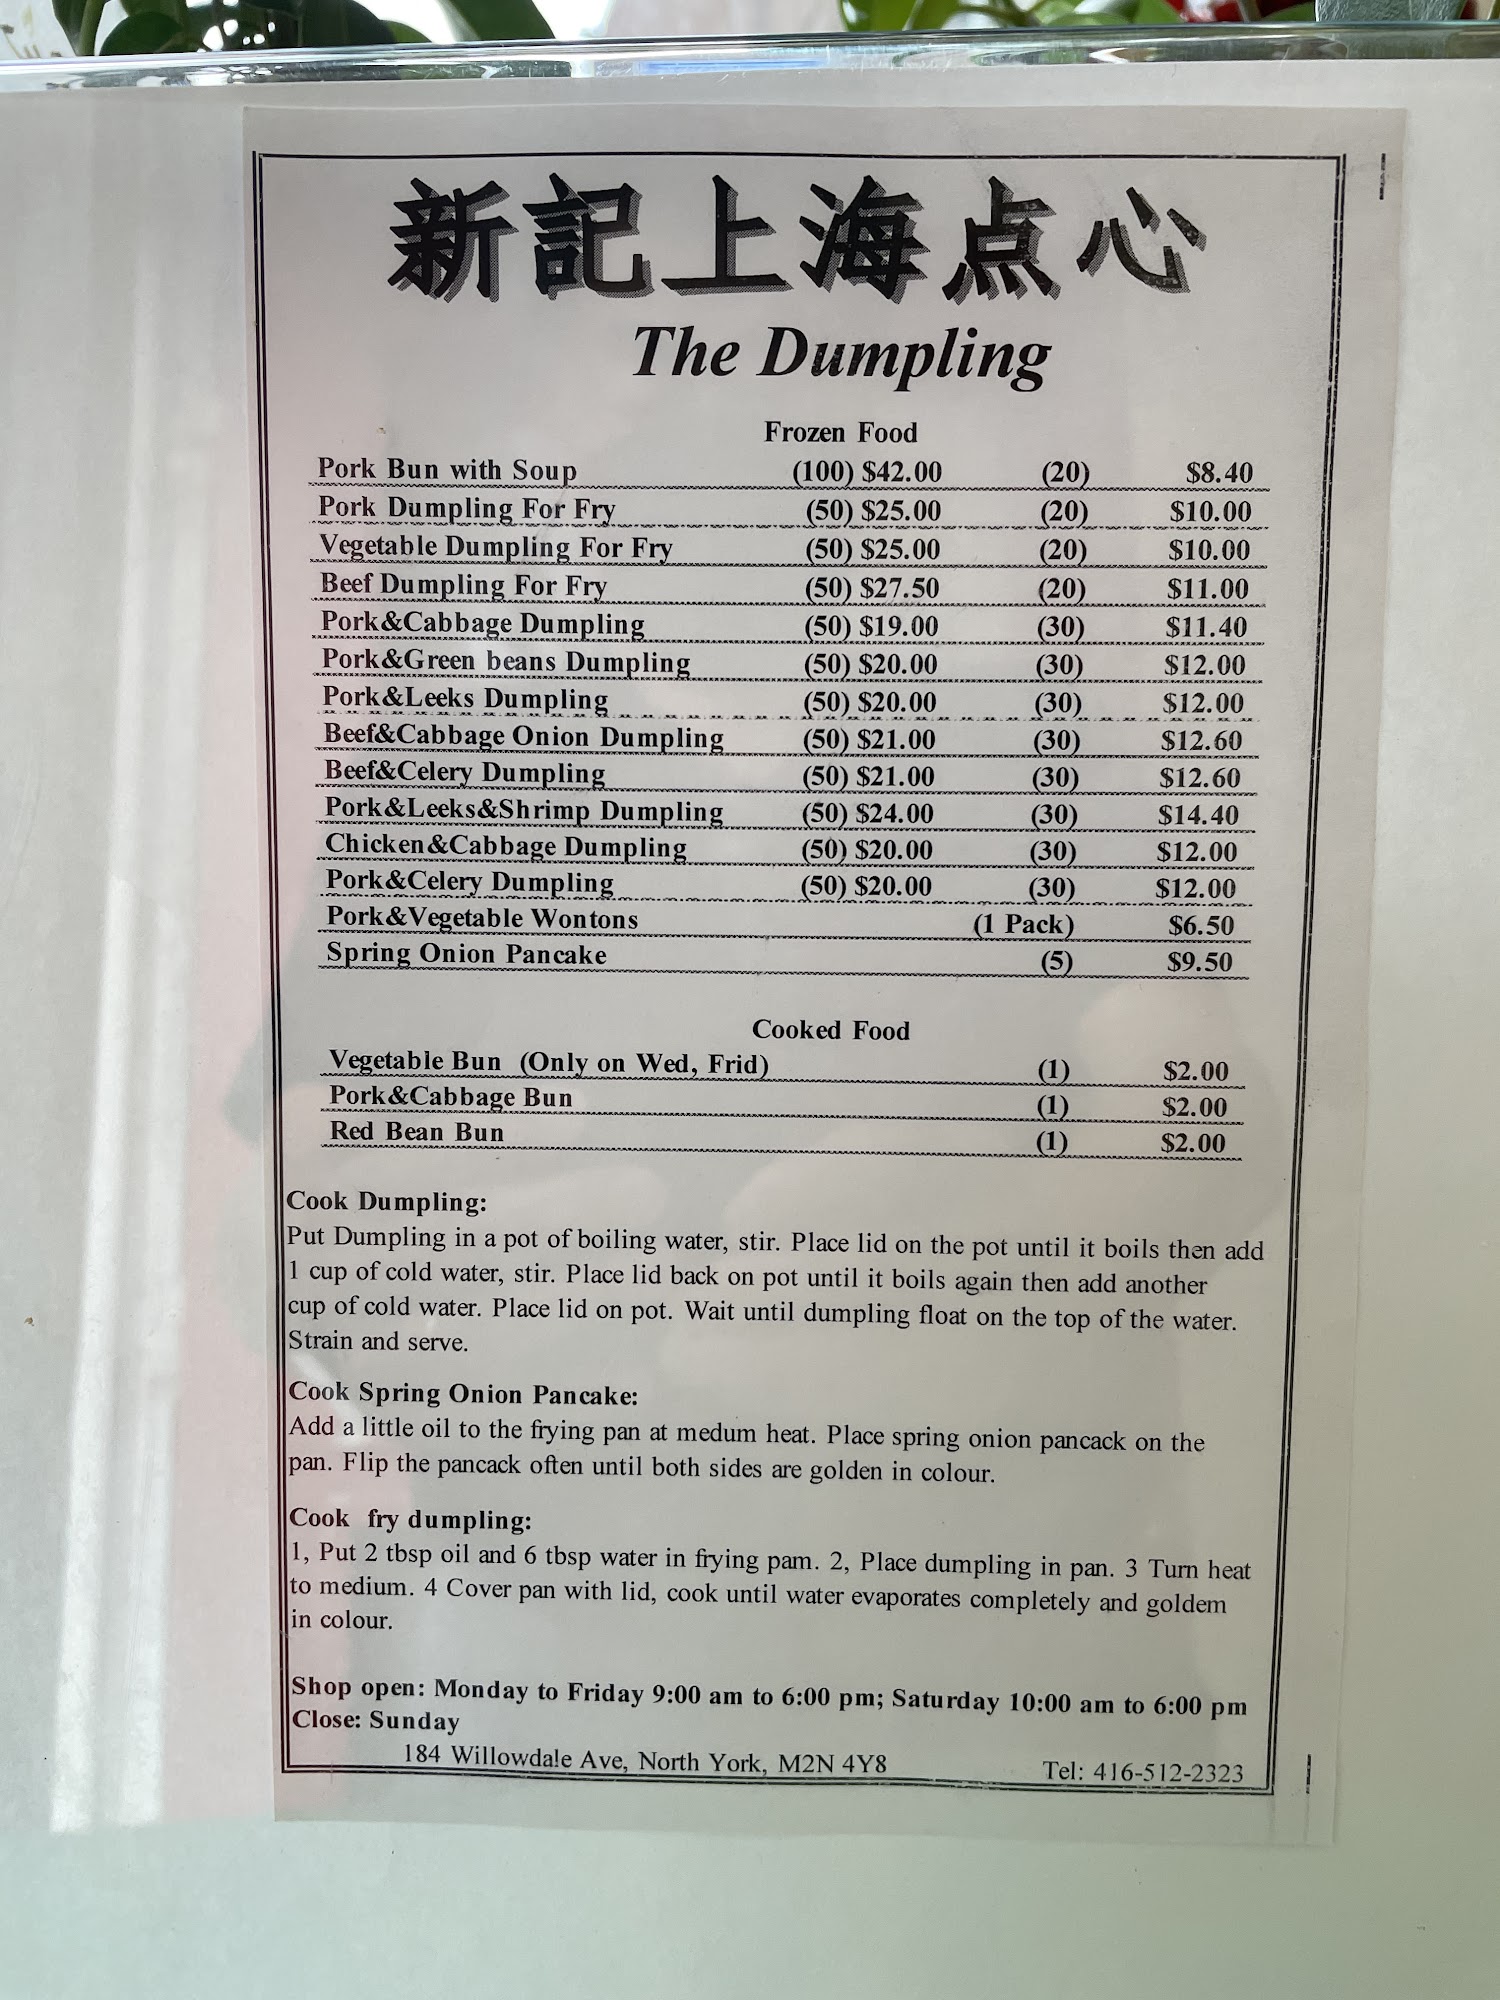 新記上海点心
The Dumpling
Frozen Food
Pork Bun with Soup (100) $42.00 (20) $8.40
Pork Dumpling For Fry (50) $25.00 (20) $10.00
Vegetable Dumpling For Fry (50) $25.00 (20) $10.00
Beef Dumpling For Fry (50) $27.50 (20) $11.00
Pork&Cabbage Dumpling (50) $19.00 (30) $11.40
Pork&Green beans Dumpling (50) $20.00 (30) $12.00
Pork&Leeks Dumpling (50) $20.00 (30) $12.00
Beef&Cabbage Onion Dumpling (50) $21.00 (30) $12.60
Beef&Celery Dumpling (50) $21.00 (30) $12.60
Pork&Leeks&Shrimp Dumpling (50) $24.00 (30) $14.40
Chicken&Cabbage Dumpling (50) $20.00 (30) $12.00
Pork&Celery Dumpling (50) $20.00 (30) $12.00
Pork&Vegetable Wontons (1 Pack) $6.50
Spring Onion Pancake (5) $9.50
Cooked Food
Vegetable Bun (Only on Wed, Frid) (1) $2.00
Pork&Cabbage Bun (1) $2.00
Red Bean Bun (1) $2.00
Cook Dumpling:
Put Dumpling in a pot of boiling water, stir. Place lid on the pot until it boils then add
1 cup of cold water, stir. Place lid back on pot until it boils again then add another
cup of cold water. Place lid on pot. Wait until dumpling float on the top of the water.
Strain and serve.
Cook Spring Onion Pancake:
Add a little oil to the frying pan at medum heat. Place spring onion pancack on the
pan. Flip the pancack often until both sides are golden in colour.
Cook fry dumpling:
1, Put 2 tbsp oil and 6 tbsp water in frying pam. 2, Place dumpling in pan. 3 Turn heat
to medium. 4 Cover pan with lid, cook until water evaporates completely and goldem
in colour.
Shop open: Monday to Friday 9:00 am to 6:00 pm; Saturday 10:00 am to 6:00 pm
Close: Sunday
184 Willowdale Ave, North York, M2N 4Y8 Tel: 416-512-2323